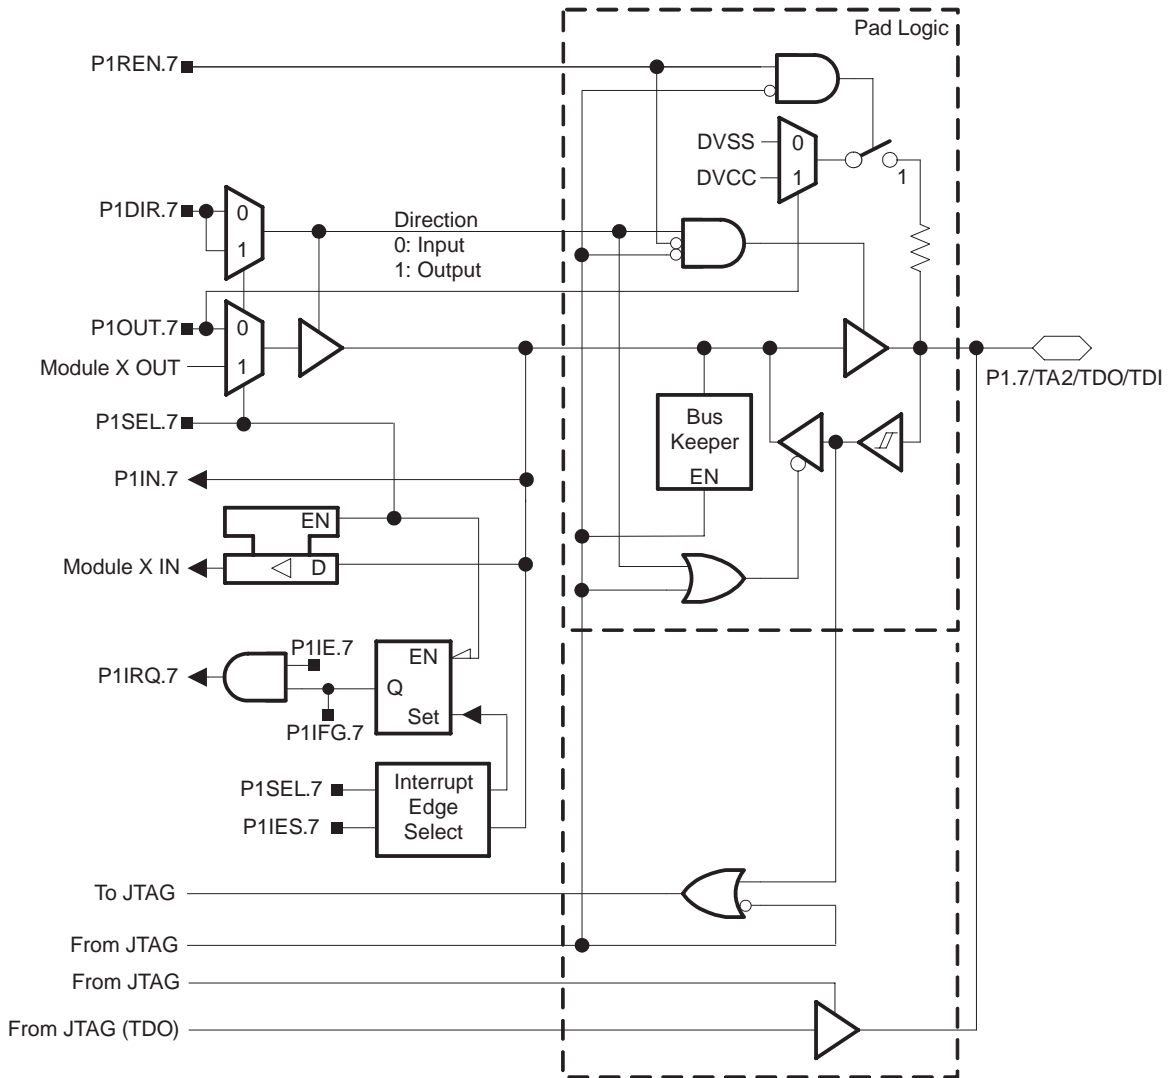 Pad Logic
P1REN.7
DVSS
0
DVCC
1
1
P1DIR.7
0
1
Direction
0: Input
1: Output
P1OUT.7
0
Module X OUT
1
P1.7/TA2/TDO/TDI
P1SEL.7
Bus
Keeper
EN
P1IN.7
EN
Module X IN
D
P1IE.7
EN
P1IRQ.7
Q
Set
P1IFG.7
P1SEL.7
Interrupt
Edge
Select
P1IES.7
To JTAG
From JTAG
From JTAG
From JTAG (TDO)